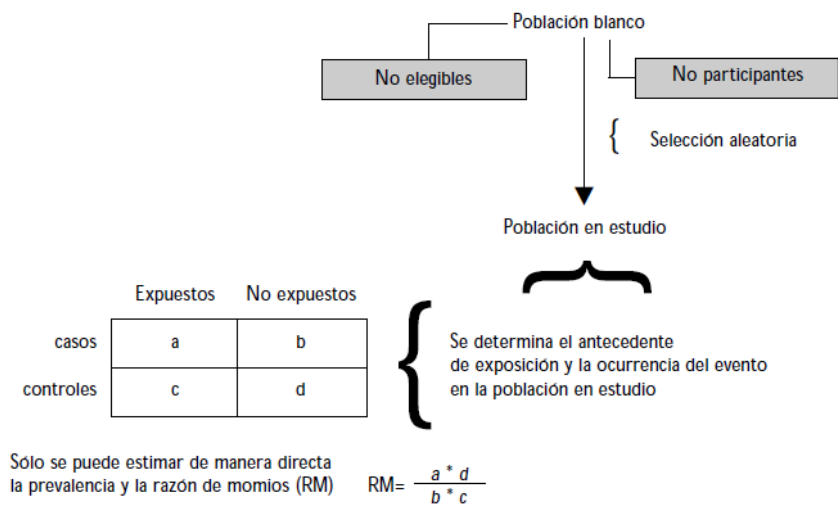 Población blanco
No elegibles
No participantes
{ Selección aleatoria
Población en estudio
Expuestos No expuestos
casos a b
controles c d
Se determina el antecedente
de exposición y la ocurrencia del evento
en la población en estudio
Sólo se puede estimar de manera directa
la prevalencia y la razón de momios (RM)
RM= a * d
b * c